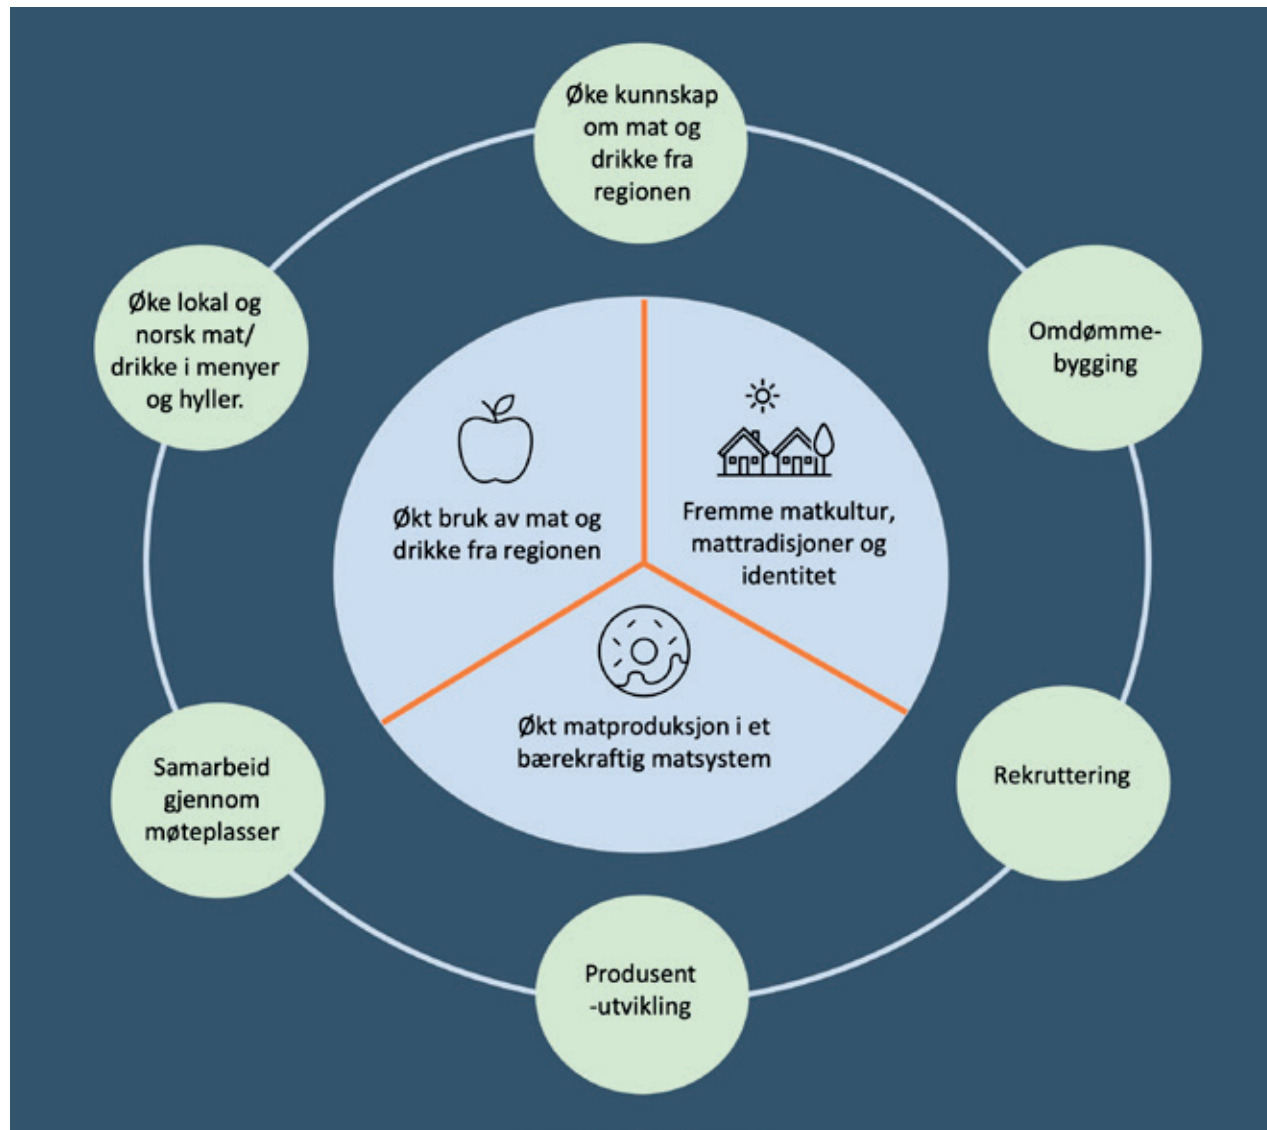 Øke kunnskap
om mat og
drikke fra
regionen
Omdømme-
bygging
Rekruttering
Produsent
-utvikling
Samarbeid
gjennom
møteplasser
Øke lokal og
norsk mat/
drikke i menyer
og hyller.
Økt bruk av mat og
drikke fra regionen
Fremme matkultur,
mattradisjoner og
identitet
Økt matproduksjon i et
bærekraftig matsystem